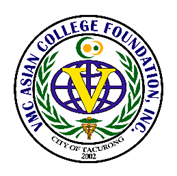 VMC ASIAN COLLEGE FOUNDATION, INC.
V
CITY OF TACURONG
2002